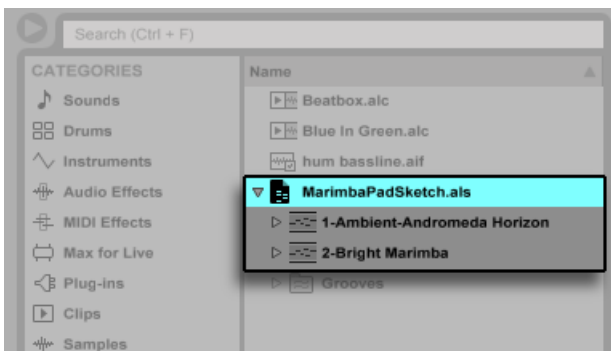 Search (Ctrl + F)
CATEGORIES
Sounds
Drums
Instruments
Audio Effects
MIDI Effects
Max for Live
Plug-ins
Clips
Samples
Name
Beatbox.alc
Blue In Green.alc
hum bassline.aif
MarimbaPadSketch.als
1-Ambient-Andromeda Horizon
2-Bright Marimba
Grooves